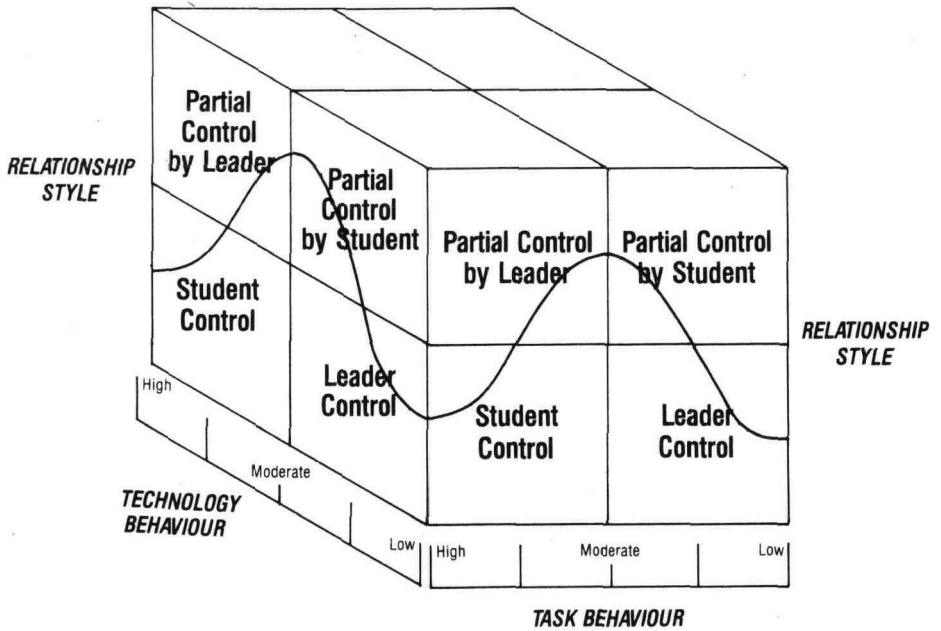 Partial
Control
by Leader
RELATIONSHIP
STYLE
Partial
Control
by Student
Partial Control
by Leader
Partial Control
by Student
Student
Control
RELATIONSHIP
STYLE
Leader
Control
Student
Control
Leader
Control
High
Moderate
Low
TECHNOLOGY
BEHAVIOUR
High
Moderate
Low
TASK BEHAVIOUR